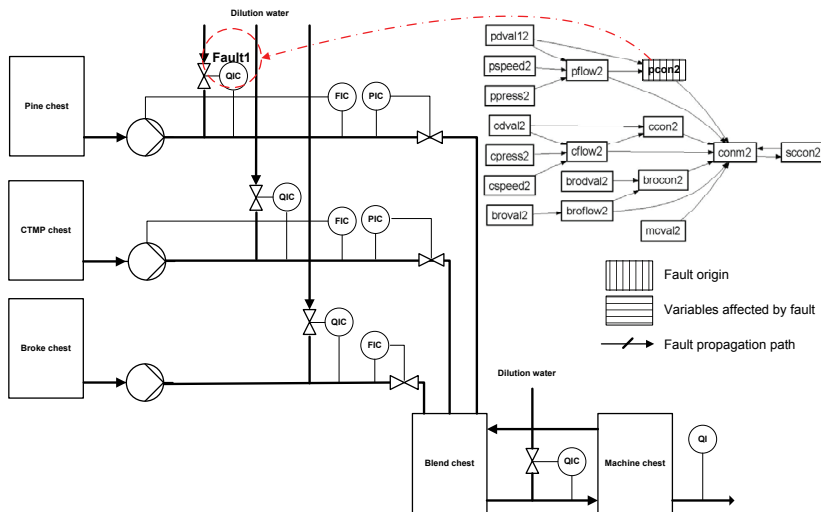 Dilution water
Fault1
QIC
Pine chest
FIC
PIC
CTMP chest
QIC
FIC
PIC
Broke chest
QIC
FIC
Dilution water
Blend chest
QIC
Machine chest
QI
pdval12
pspeed2
ppress2
pflow2
pcon2
cdval2
cpress2
cspeed2
cflow2
ccon2
conm2
sccon2
brodval2
brocon2
broval2
broflow2
mcval2
Fault origin
Variables affected by fault
Fault propagation path